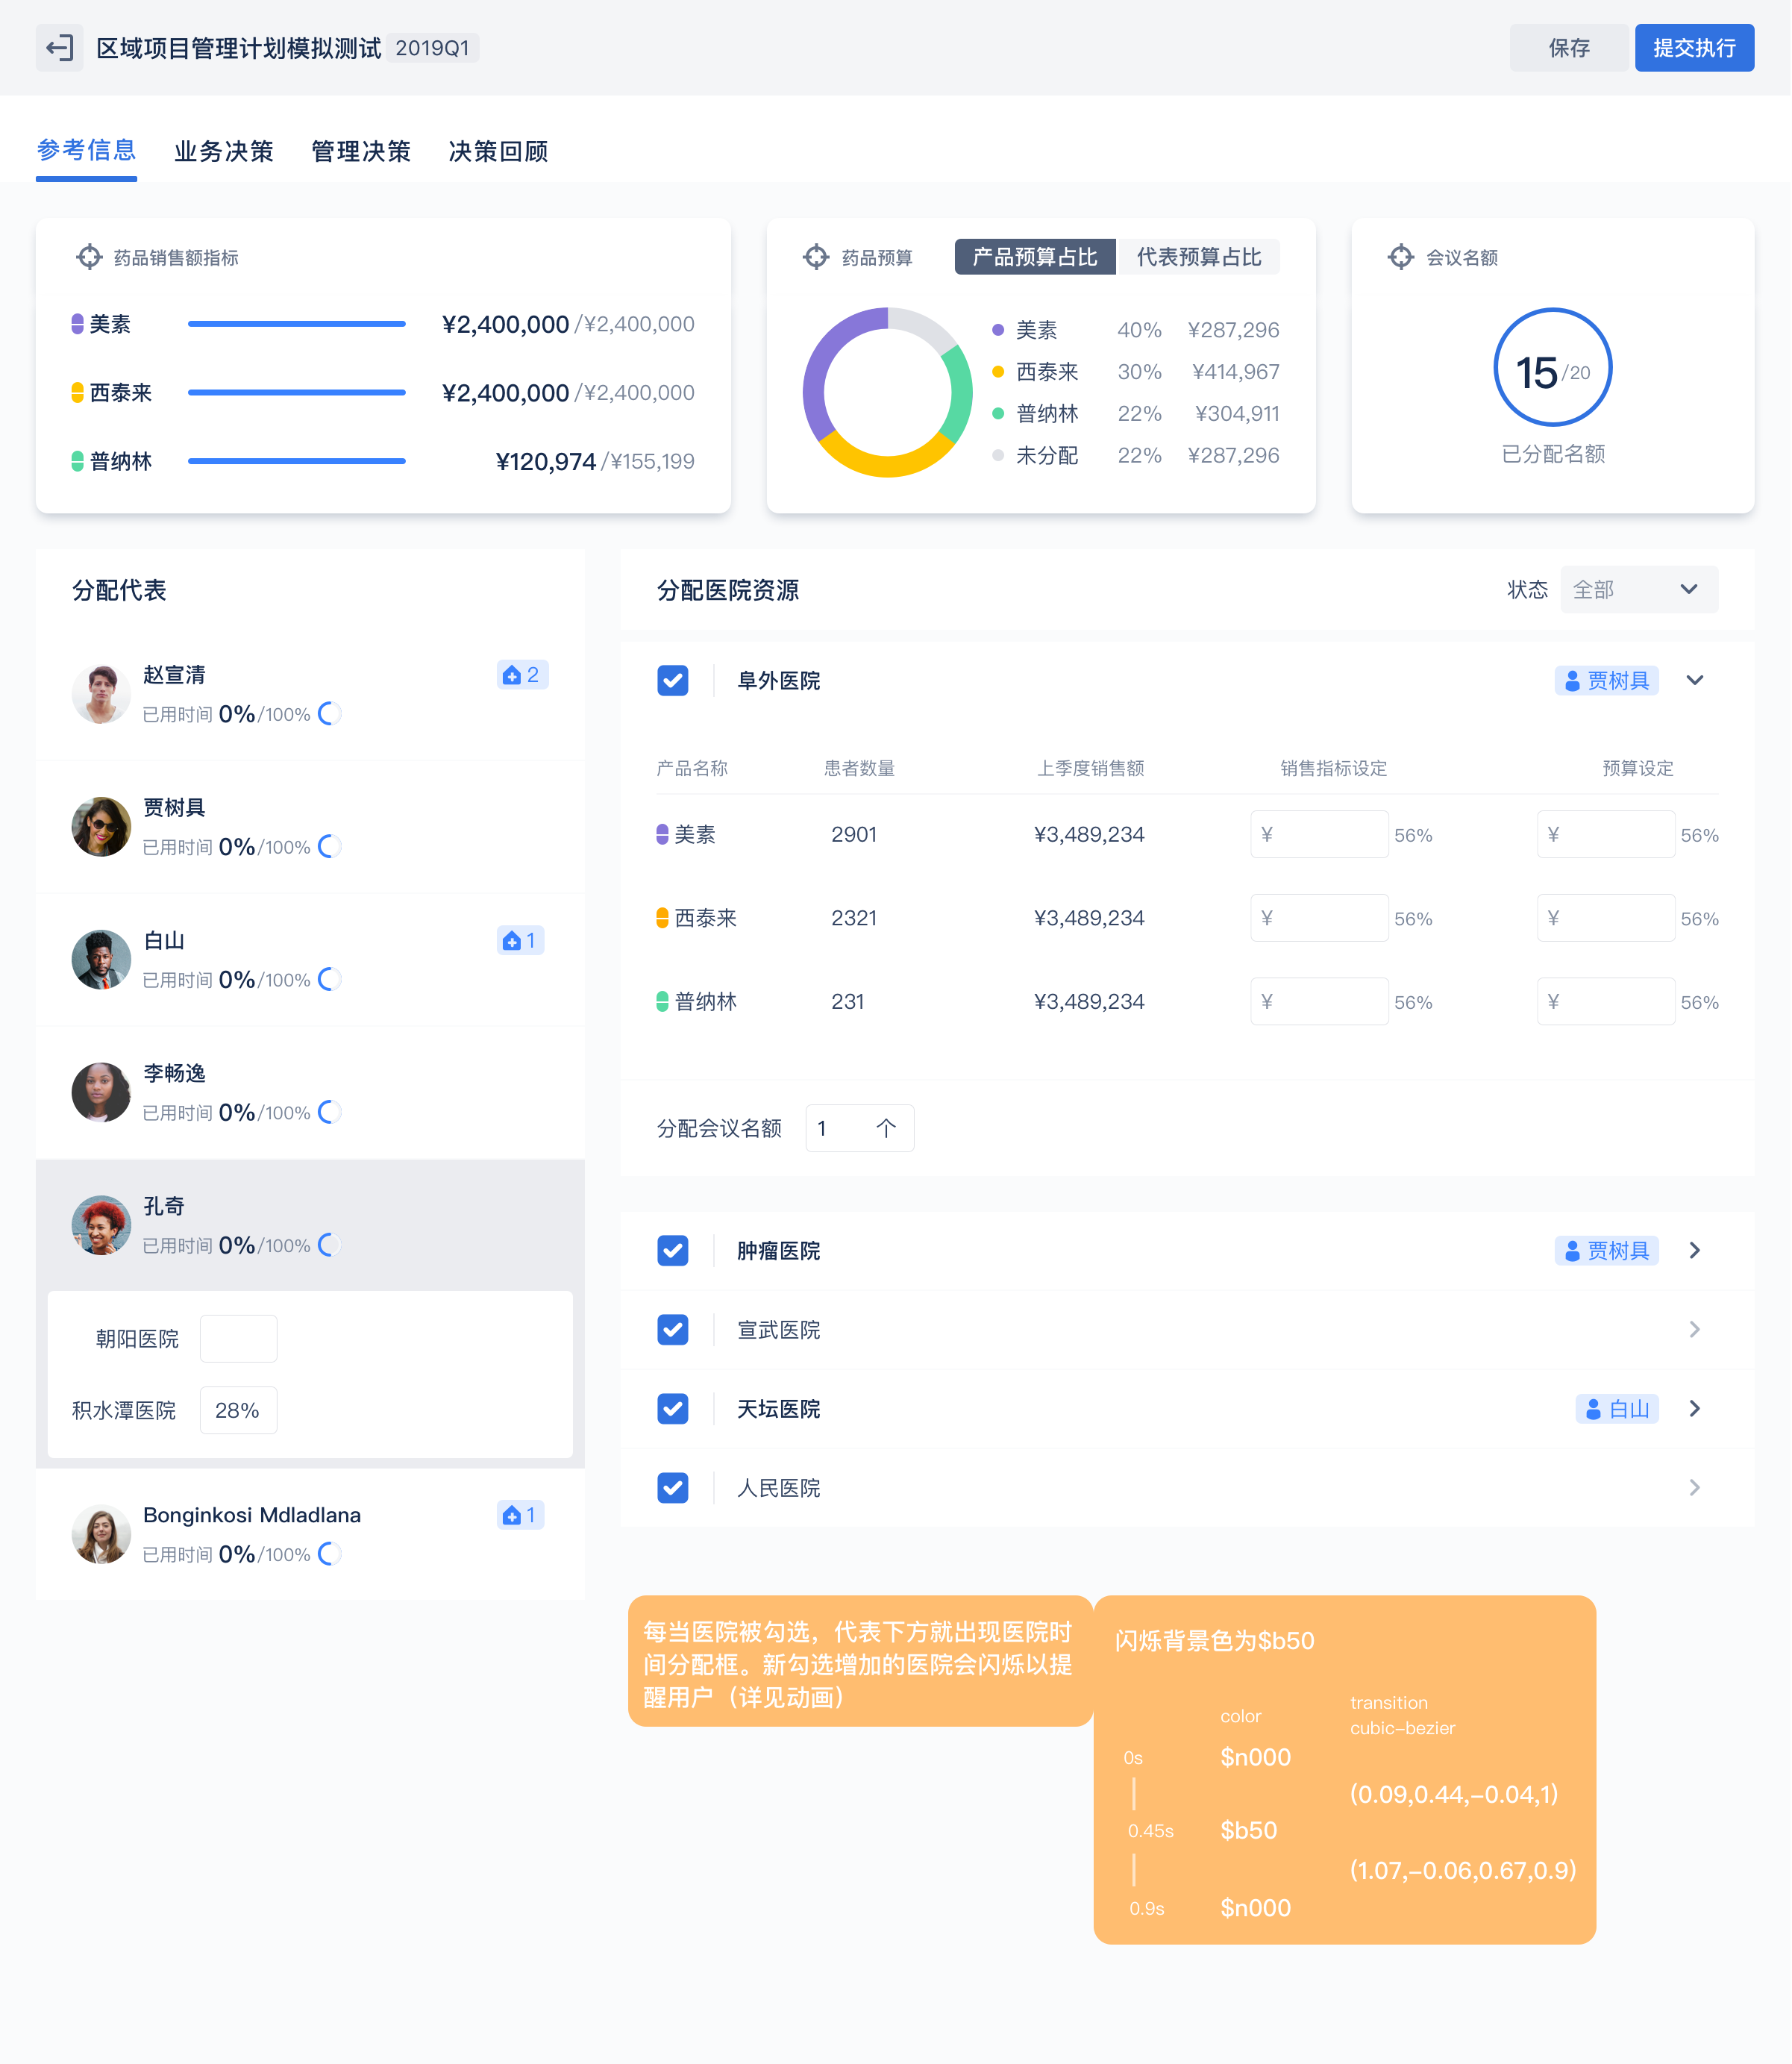 区域项目管理计划模拟测试 2019Q1
保存 提交执行
参考信息 业务决策 管理决策 决策回顾
药品销售额指标
美素 ¥2,400,000/¥2,400,000
西泰来 ¥2,400,000/¥2,400,000
普纳林 ¥120,974/¥155,199
药品预算 产品预算占比 代表预算占比
美素 40% ¥287,296
西泰来 30% ¥414,967
普纳林 22% ¥304,911
未分配 22% ¥287,296
会议名额
15/20
已分配名额
分配代表
赵宣清 2
已用时间 0%/100%
贾树具
已用时间 0%/100%
白山 1
已用时间 0%/100%
李畅逸
已用时间 0%/100%
孔奇
已用时间 0%/100%
朝阳医院
积水潭医院 28%
Bonginkosi Mdladlana 1
已用时间 0%/100%
分配医院资源 状态 全部
阜外医院 贾树具
产品名称 患者数量 上季度销售额 销售指标设定 预算设定
美素 2901 ¥3,489,234 ¥ 56% ¥ 56%
西泰来 2321 ¥3,489,234 ¥ 56% ¥ 56%
普纳林 231 ¥3,489,234 ¥ 56% ¥ 56%
分配会议名额 1 个
肿瘤医院 贾树具
宣武医院
天坛医院 白山
人民医院
每当医院被勾选，代表下方就出现医院时
间分配框。新勾选增加的医院会闪烁以提
醒用户（详见动画）
闪烁背景色为$b50
color transition
cubic-bezier
0s $n000
(0.09,0.44,-0.04,1)
0.45s $b50
(1.07,-0.06,0.67,0.9)
0.9s $n000